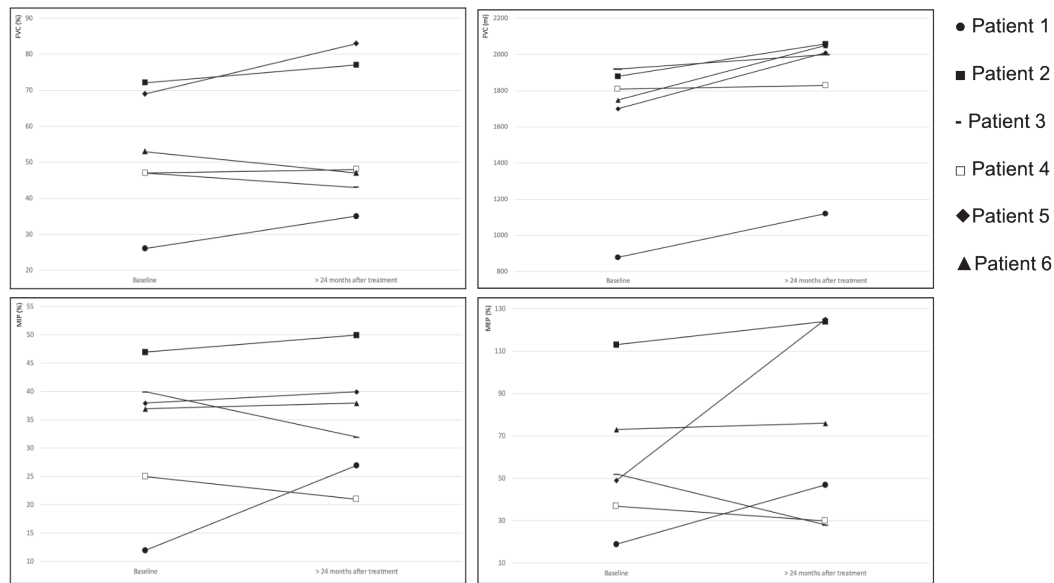 FVC (%)
90
80
70
60
50
40
30
20
Baseline
> 24 months after treatment
FVC (ml)
2200
2000
1800
1600
1400
1200
1000
800
Baseline
> 24 months after treatment
MIP (%)
55
50
45
40
35
30
25
20
15
10
Baseline
> 24 months after treatment
MEP (%)
130
110
90
70
50
30
10
Baseline
> 24 months after treatment
Patient 1
Patient 2
Patient 3
Patient 4
Patient 5
Patient 6